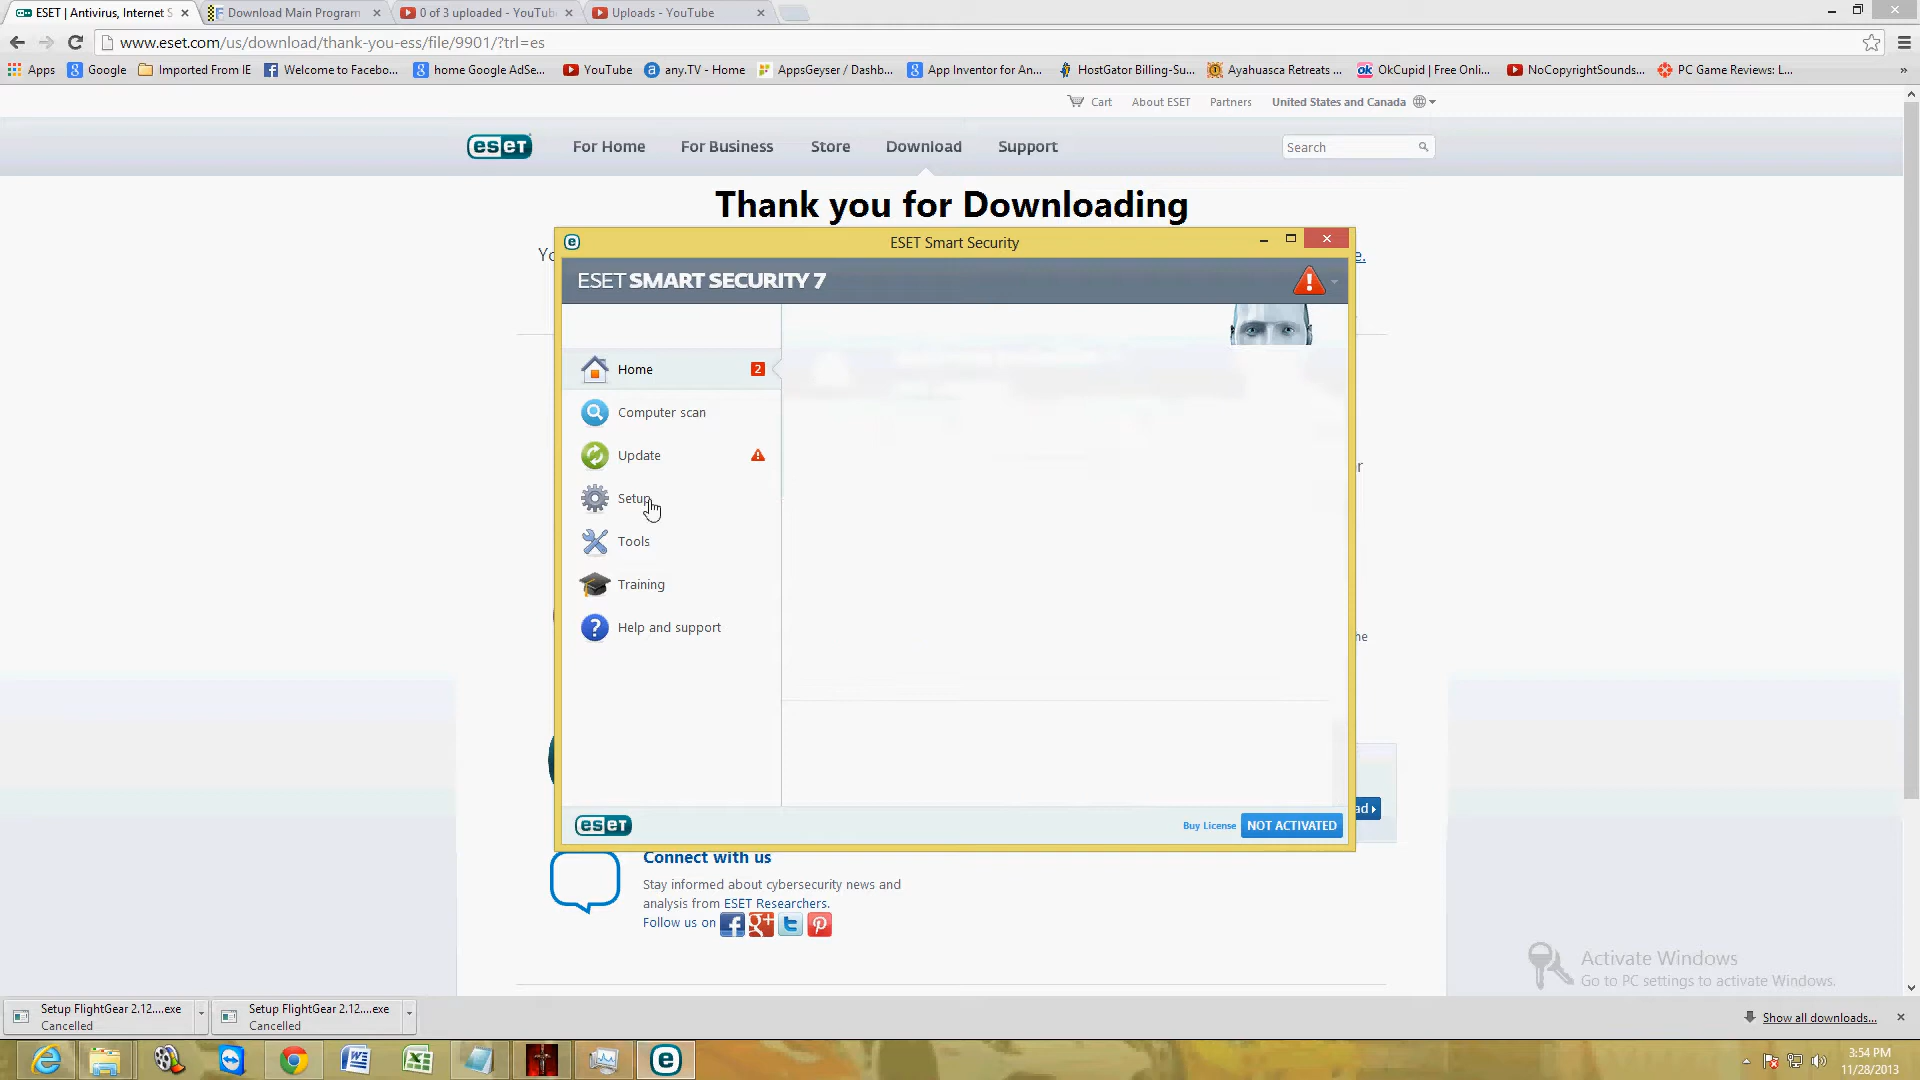 ESET | Antivirus, Internet S
Download Main Program
0 of 3 uploaded - YouTube
Uploads - YouTube
www.eset.com/us/download/thank-you-ess/file/9901/?trl=es
Apps
Google
Imported From IE
Welcome to Facebo...
home Google AdSe...
YouTube
any.TV - Home
AppsGeyser / Dashb...
App Inventor for An...
HostGator Billing-Su...
Ayahuasca Retreats ...
OkCupid | Free Onli...
NoCopyrightSounds...
PC Game Reviews: L...
»
Cart
About ESET
Partners
United States and Canada
eset
For Home
For Business
Store
Download
Support
Search
Thank you for Downloading
Yo
e.
ESET Smart Security
ESET SMART SECURITY 7
Home
2
Computer scan
Update
Setup
Tools
Training
Help and support
r
he
ad
eset
Buy License
NOT ACTIVATED
Connect with us
Stay informed about cybersecurity news and
analysis from ESET Researchers.
Follow us on
Activate Windows
Go to PC settings to activate Windows.
Setup FlightGear 2.12....exe
Cancelled
Setup FlightGear 2.12....exe
Cancelled
Show all downloads...
3:54 PM
11/28/2013